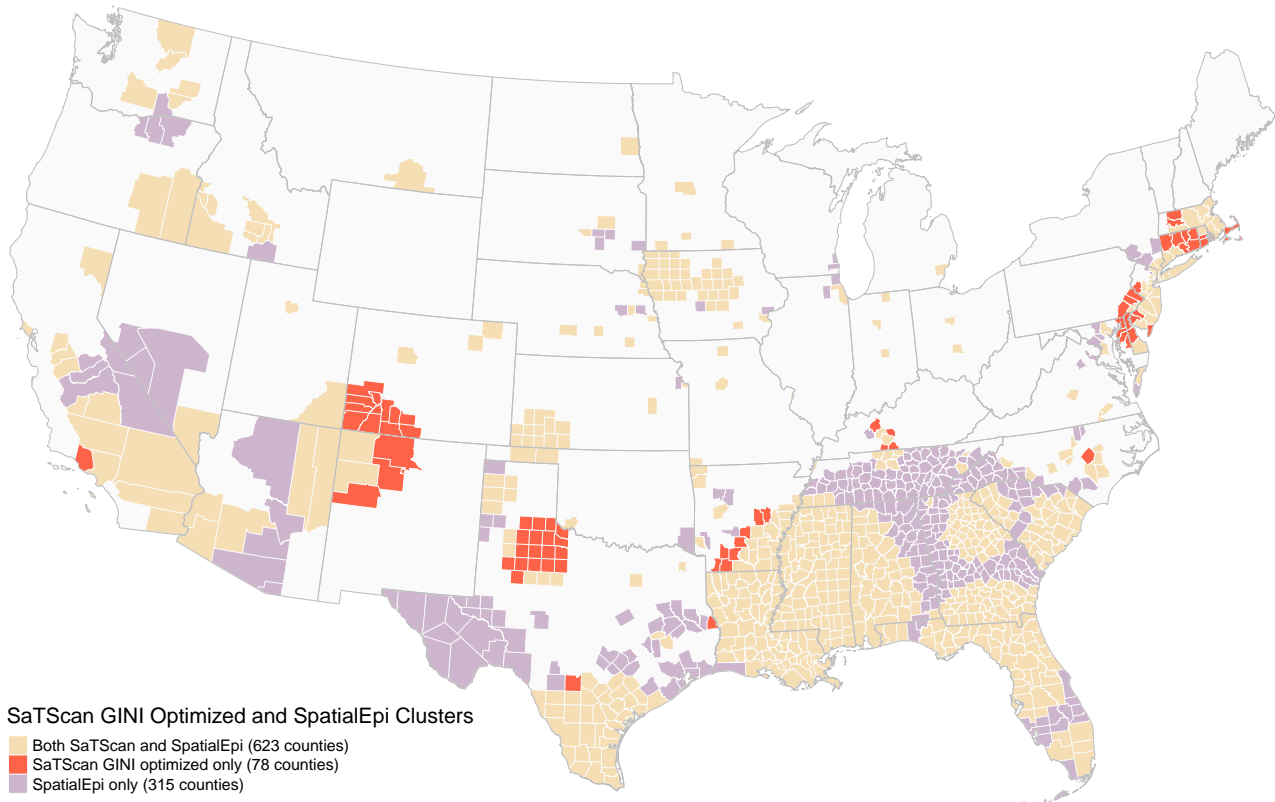 SaTScan GINI Optimized and SpatialEpi Clusters
Both SaTScan and SpatialEpi (623 counties)
SaTScan GINI optimized only (78 counties)
SpatialEpi only (315 counties)